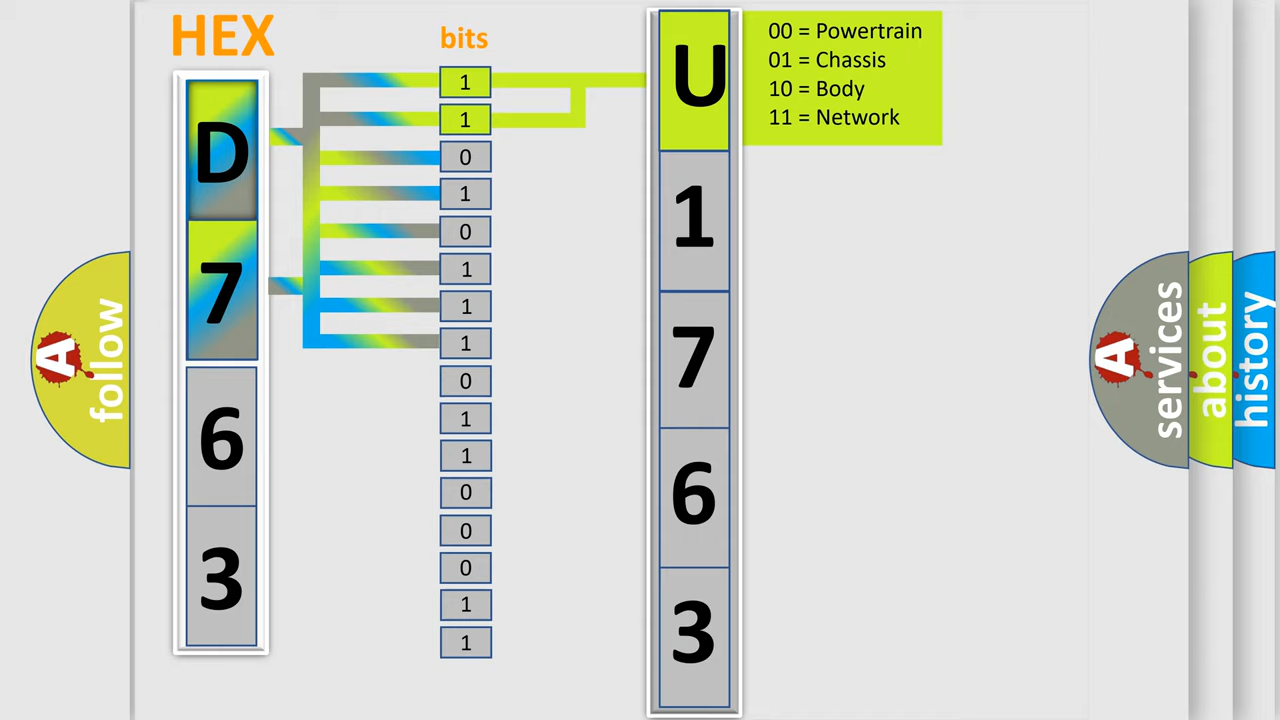 HEX
bits
D
7
6
3
1
1
0
1
0
1
1
1
0
1
1
0
0
0
1
1
U
1
7
6
3
00 = Powertrain
01 = Chassis
10 = Body
11 = Network
A
follow
A
services
about
history